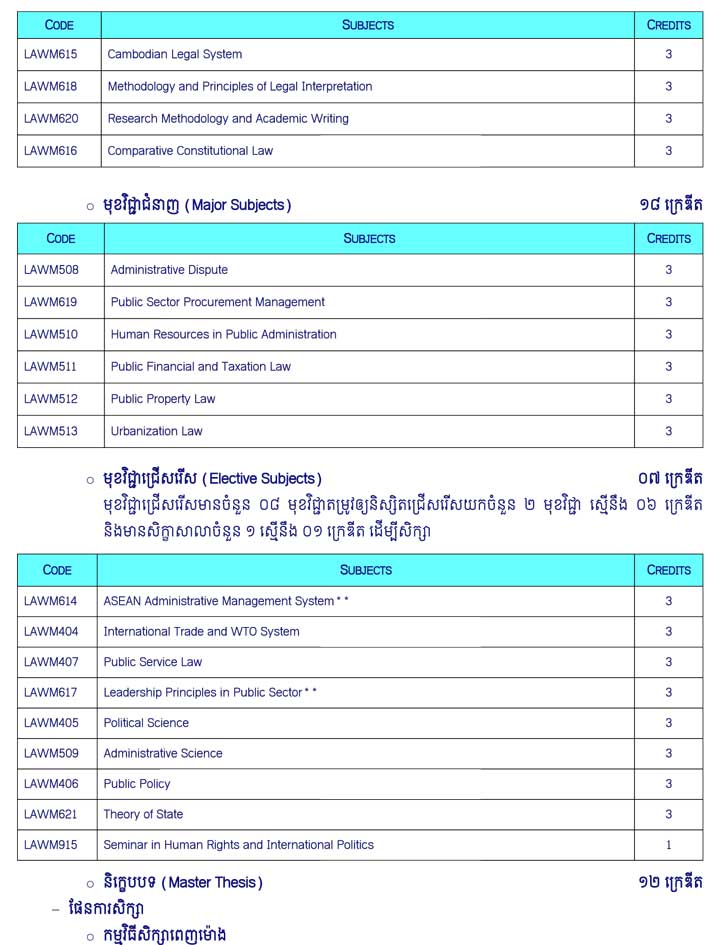 CODE SUBJECTS CREDITS
LAWM615 Cambodian Legal System 3
LAWM618 Methodology and Principles of Legal Interpretation 3
LAWM620 Research Methodology and Academic Writing 3
LAWM616 Comparative Constitutional Law 3
○ មុខវិជ្ជាជំនាញ (Major Subjects) ១៨ ក្រេឌីត
CODE SUBJECTS CREDITS
LAWM508 Administrative Dispute 3
LAWM619 Public Sector Procurement Management 3
LAWM510 Human Resources in Public Administration 3
LAWM511 Public Financial and Taxation Law 3
LAWM512 Public Property Law 3
LAWM513 Urbanization Law 3
○ មុខវិជ្ជាជ្រើសរើស (Elective Subjects) ០៧ ក្រេឌីត
មុខវិជ្ជាជ្រើសរើសមានចំនួន ០៨ មុខវិជ្ជាតម្រូវឲ្យនិស្សិតជ្រើសរើសយកចំនួន ២ មុខវិជ្ជា ស្មើនឹង ០៦ ក្រេឌីត
និងមានសិក្ខាសាលាចំនួន ១ ស្មើនឹង ០១ ក្រេឌីត ដើម្បីសិក្សា
CODE SUBJECTS CREDITS
LAWM614 ASEAN Administrative Management System** 3
LAWM404 International Trade and WTO System 3
LAWM407 Public Service Law 3
LAWM617 Leadership Principles in Public Sector** 3
LAWM405 Political Science 3
LAWM509 Administrative Science 3
LAWM406 Public Policy 3
LAWM621 Theory of State 3
LAWM915 Seminar in Human Rights and International Politics 1
○ និក្ខេបបទ (Master Thesis) ១២ ក្រេឌីត
– ផែនការសិក្សា
○ កម្មវិធីសិក្សាពេញម៉ោង